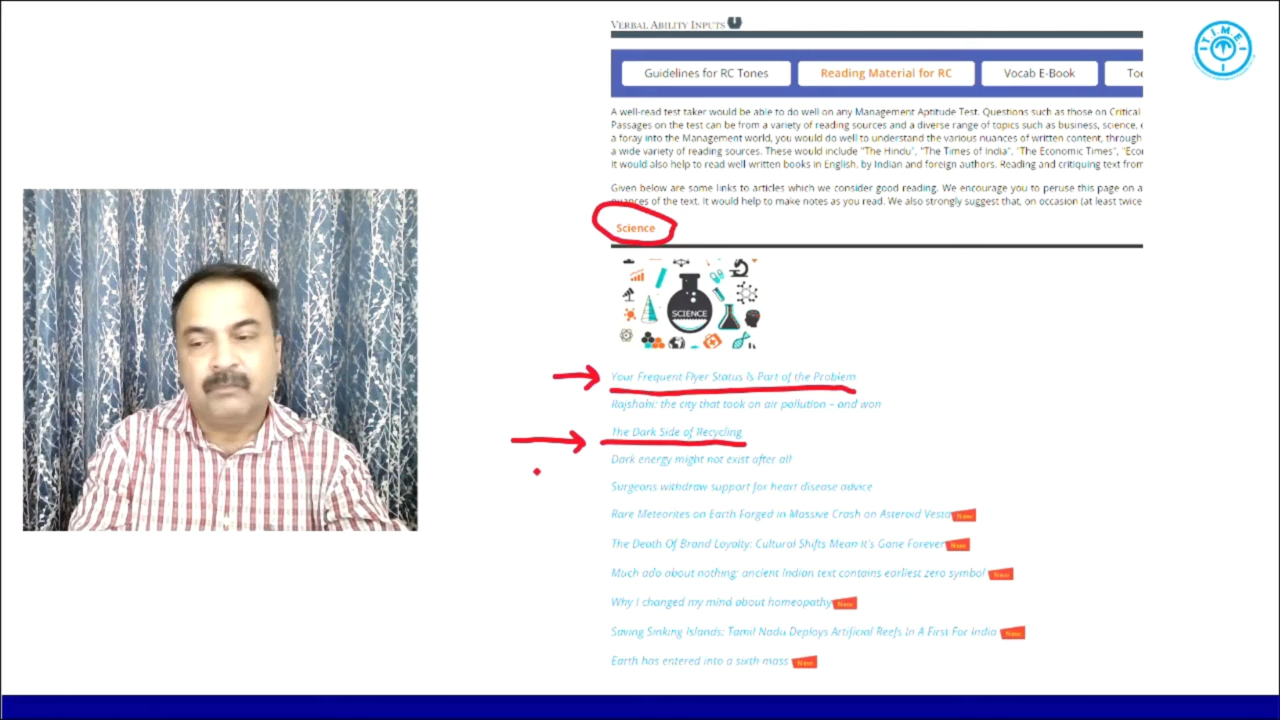 VERBAL ABILITY INPUTS
T.I.M.E.
Guidelines for RC Tones
Reading Material for RC
Vocab E-Book
A well-read test taker would be able to do well on any Management Aptitude Test. Questions such as those on Critical
Passages on the test can be from a variety of reading sources and a diverse range of topics such as business, science,
a foray into the Management world, you would do well to understand the various nuances of written content, through
a wide variety of reading sources. These would include "The Hindu", "The Times of India", "The Economic Times",
It would also help to read well written books in English, by Indian and foreign authors. Reading and critiquing text from
Given below are some links to articles which we consider good reading. We encourage you to peruse this page on a
nuances of the text. It would help to make notes as you read. We also strongly suggest that, on occasion (at least twice
Science
SCIENCE
Your Frequent Flyer Status Is Part of the Problem
Rajshahi: the city that took on air pollution – and won
The Dark Side of Recycling
Dark energy might not exist after all
Surgeons withdraw support for heart disease advice
Rare Meteorites on Earth Forged in Massive Crash on Asteroid Vesta New
The Death Of Brand Loyalty: Cultural Shifts Mean It's Gone Forever New
Much ado about nothing: ancient Indian text contains earliest zero symbol New
Why I changed my mind about homeopathy New
Saving Sinking Islands: Tamil Nadu Deploys Artificial Reefs In A First For India New
Earth has entered into a sixth mass New